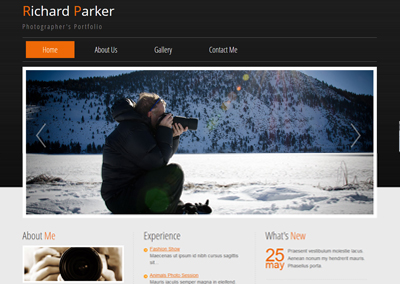 Richard Parker
Photographer's Portfolio
Home
About Us
Gallery
Contact Me
About Me
Experience
Fashion Show
Maecenas ut ipsum id nibh cursus sagittis
sit .
Animals Photo Session
Mauris iaculis semper magna in eleifend
What's New
25
may
Praesent vestibulum molestie lacus
Aenean nonum my hendrerit mauris.
Phasellus porta